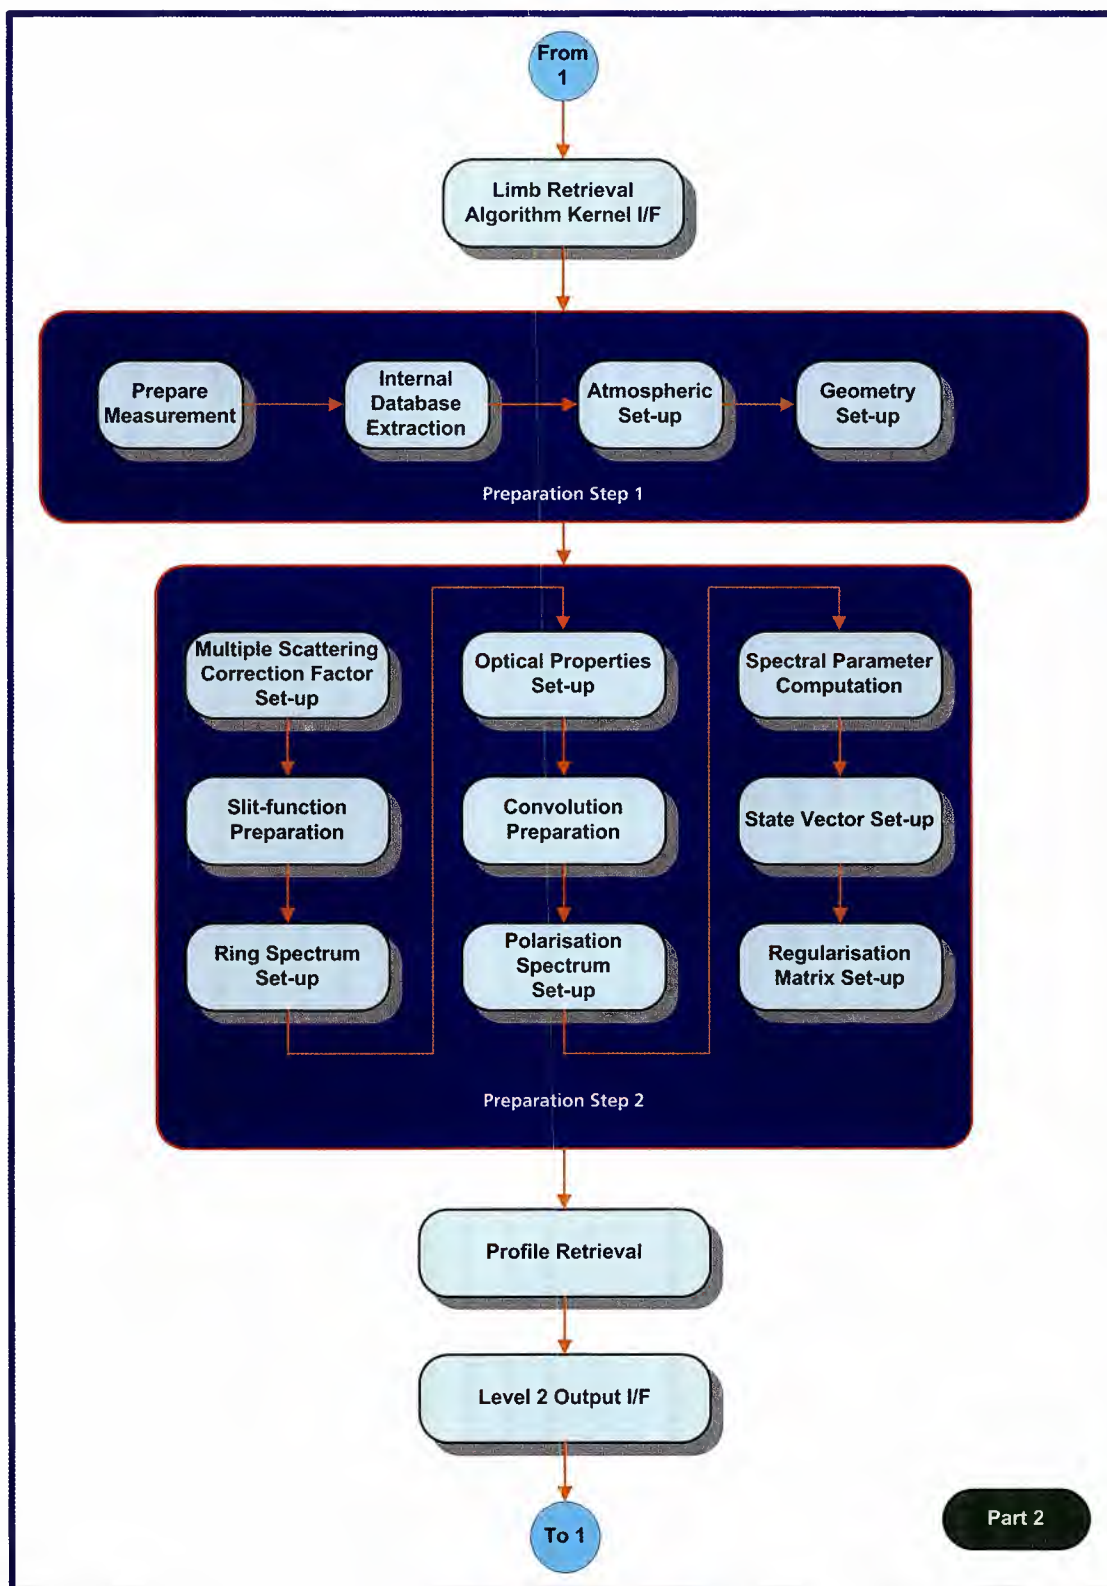 From
1
Limb Retrieval
Algorithm Kernel I/F
Prepare
Measurement
Internal
Database
Extraction
Atmospheric
Set-up
Geometry
Set-up
Preparation Step 1
Multiple Scattering
Correction Factor
Set-up
Slit-function
Preparation
Ring Spectrum
Set-up
Optical Properties
Set-up
Convolution
Preparation
Polarisation
Spectrum
Set-up
Spectral Parameter
Computation
State Vector Set-up
Regularisation
Matrix Set-up
Preparation Step 2
Profile Retrieval
Level 2 Output I/F
To 1
Part 2